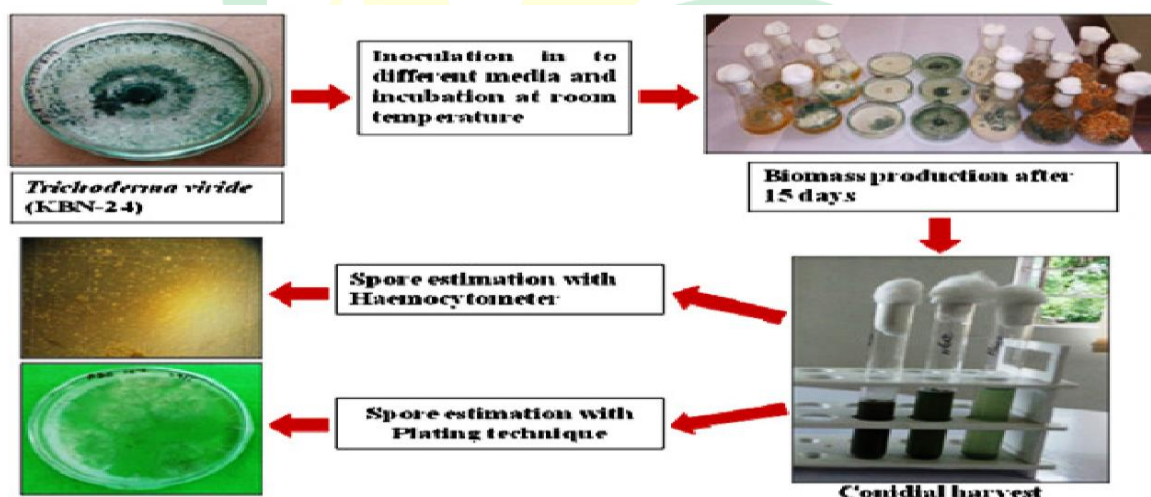 Inoculation in to
different media and
incubation at room
temperature
Trichoderma viride
(KBN-24)
Biomass production after
15 days
Spore estimation with
Haemocytometer
Spore estimation with
Plating technique
Conidial harvest